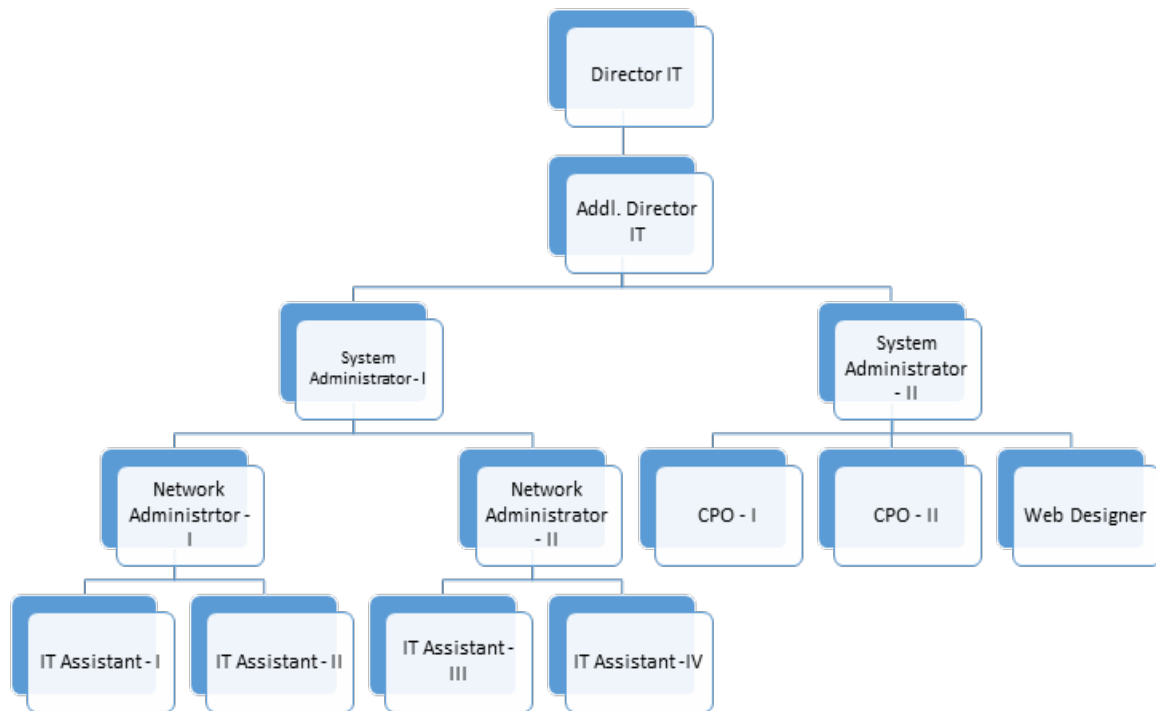 Director IT
Addl. Director
IT
System
Administrator- I
System
Administrator
- II
Network
Administrtor -
I
Network
Administrator
- II
CPO - I
CPO - II
Web Designer
IT Assistant - I
IT Assistant - II
IT Assistant -
III
IT Assistant -IV